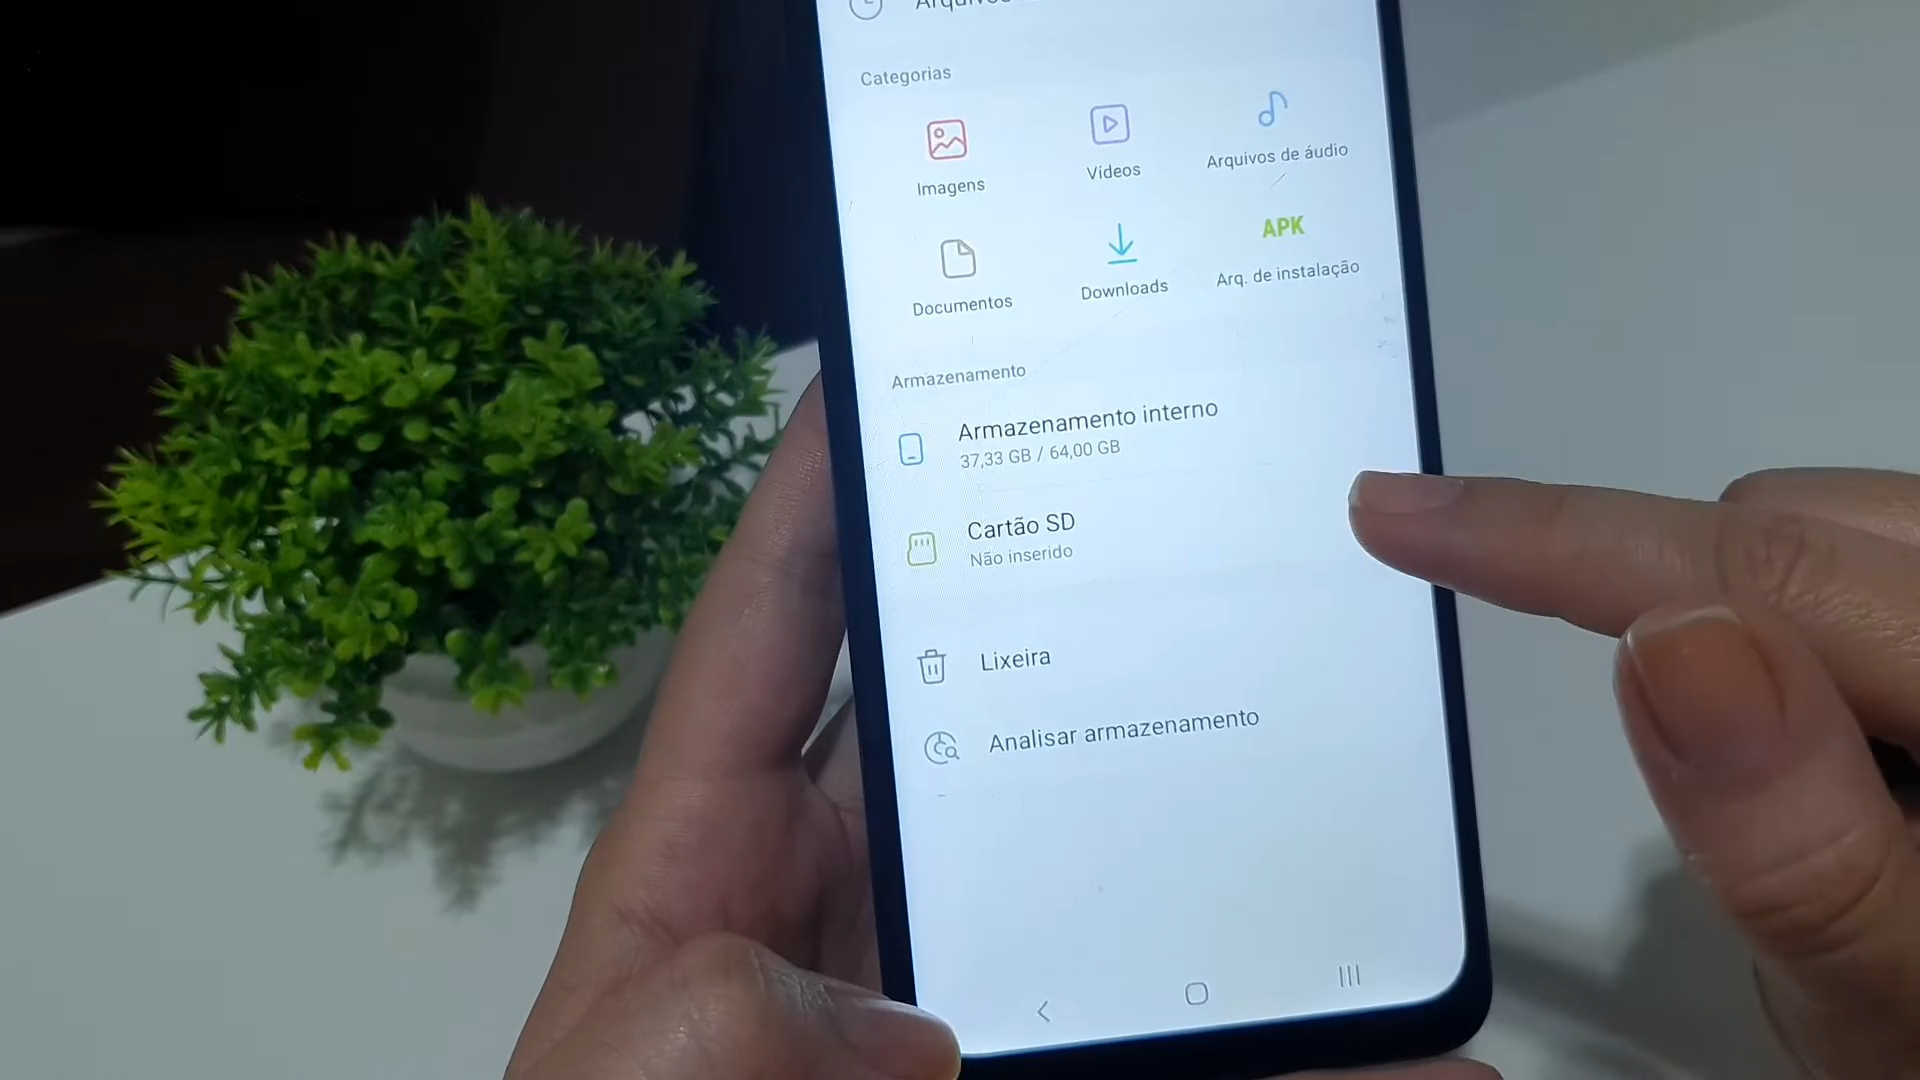 Categorias
Imagens
Vídeos
Arquivos de áudio
Documentos
Downloads
APK
Arq. de instalação
Armazenamento
Armazenamento interno
37,33 GB / 64,00 GB
Cartão SD
Não inserido
Lixeira
Analisar armazenamento